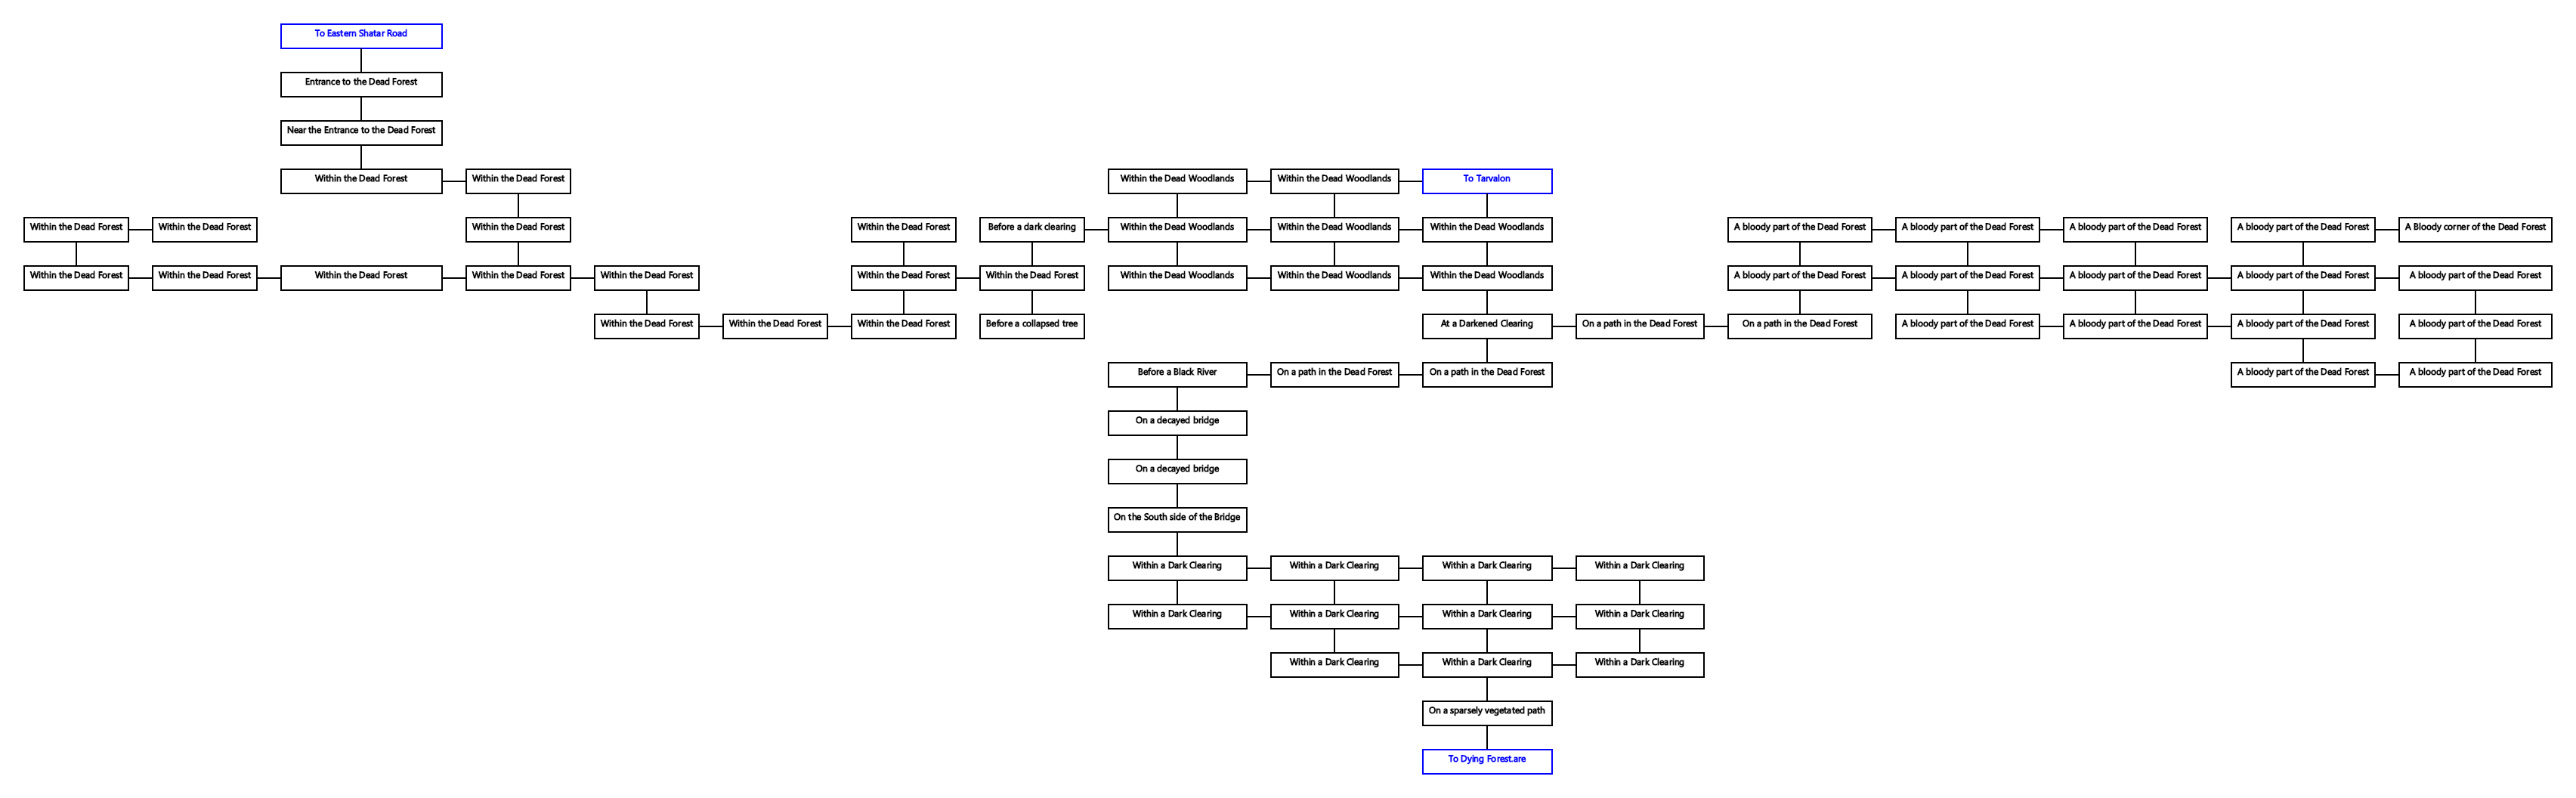 To Eastern Shatar Road
Entrance to the Dead Forest
Near the Entrance to the Dead Forest
Within the Dead Forest
Within the Dead Forest
Within the Dead Woodlands
Within the Dead Woodlands
To Tarvalon
Within the Dead Forest
Within the Dead Forest
Within the Dead Forest
Within the Dead Forest
Before a dark clearing
Within the Dead Woodlands
Within the Dead Woodlands
Within the Dead Woodlands
A bloody part of the Dead Forest
A bloody part of the Dead Forest
A bloody part of the Dead Forest
A bloody part of the Dead Forest
A Bloody corner of the Dead Forest
Within the Dead Forest
Within the Dead Forest
Within the Dead Forest
Within the Dead Forest
Within the Dead Forest
Within the Dead Forest
Within the Dead Forest
Within the Dead Woodlands
Within the Dead Woodlands
Within the Dead Woodlands
A bloody part of the Dead Forest
A bloody part of the Dead Forest
A bloody part of the Dead Forest
A bloody part of the Dead Forest
A bloody part of the Dead Forest
Within the Dead Forest
Within the Dead Forest
Within the Dead Forest
Before a collapsed tree
At a Darkened Clearing
On a path in the Dead Forest
On a path in the Dead Forest
A bloody part of the Dead Forest
A bloody part of the Dead Forest
A bloody part of the Dead Forest
A bloody part of the Dead Forest
Before a Black River
On a path in the Dead Forest
On a path in the Dead Forest
A bloody part of the Dead Forest
A bloody part of the Dead Forest
On a decayed bridge
On a decayed bridge
On the South side of the Bridge
Within a Dark Clearing
Within a Dark Clearing
Within a Dark Clearing
Within a Dark Clearing
Within a Dark Clearing
Within a Dark Clearing
Within a Dark Clearing
Within a Dark Clearing
Within a Dark Clearing
Within a Dark Clearing
Within a Dark Clearing
On a sparsely vegetated path
To Dying Forest.are